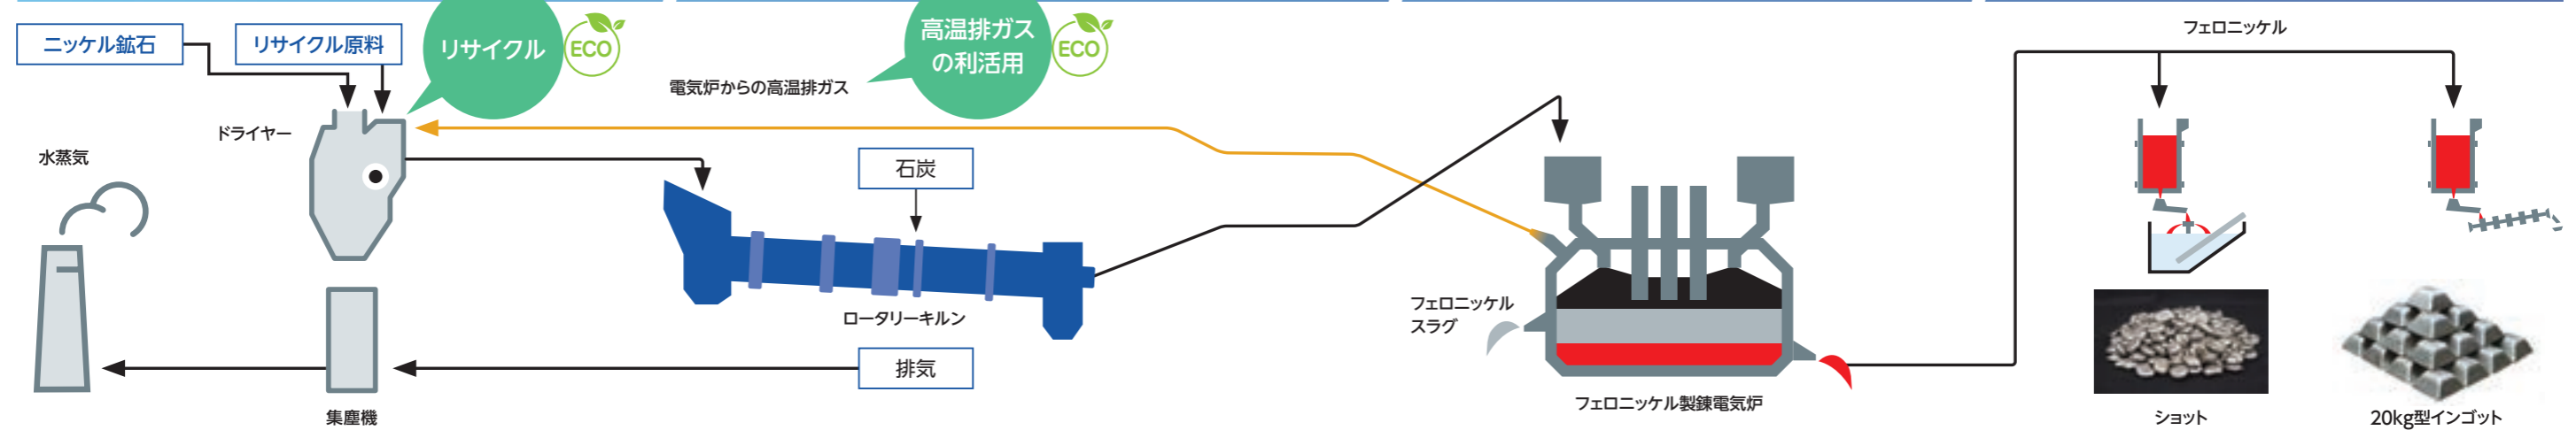 ニッケル鉱石
リサイクル原料
リサイクル
ECO
高温排ガス
の利活用
ECO
電気炉からの高温排ガス
フェロニッケル
ドライヤー
水蒸気
石炭
ロータリーキルン
フェロニッケル
スラグ
排気
集塵機
フェロニッケル製錬電気炉
ショット
20kg型インゴット